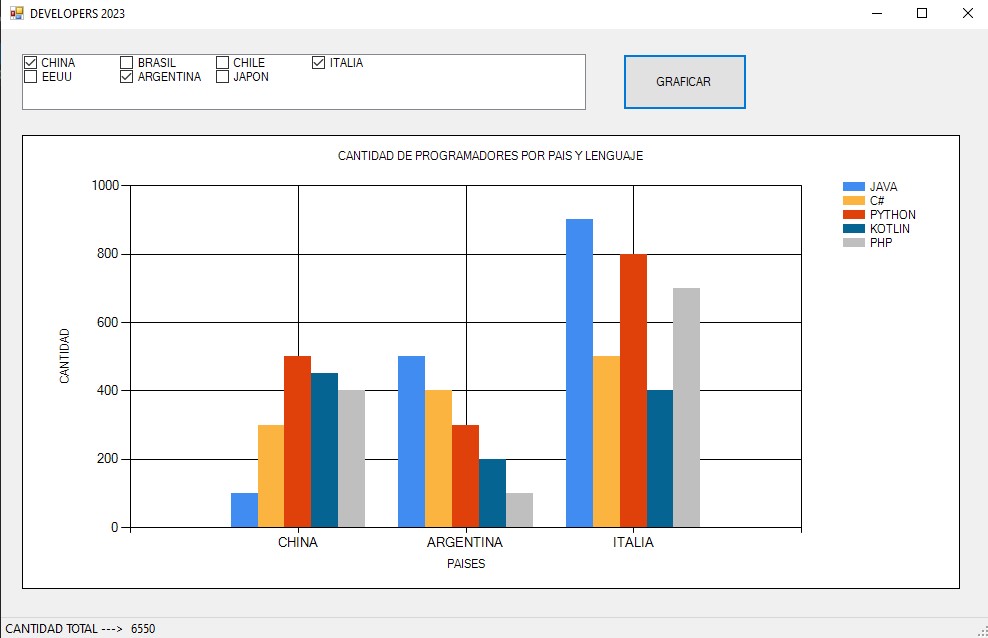 DEVELOPERS 2023
CHINA BRASIL CHILE ITALIA
EEUU ARGENTINA JAPON
GRAFICAR
CANTIDAD DE PROGRAMADORES POR PAIS Y LENGUAJE
1000
800
600
400
200
0
CANTIDAD
CHINA ARGENTINA ITALIA
PAISES
JAVA
C#
PYTHON
KOTLIN
PHP
CANTIDAD TOTAL ---> 6550